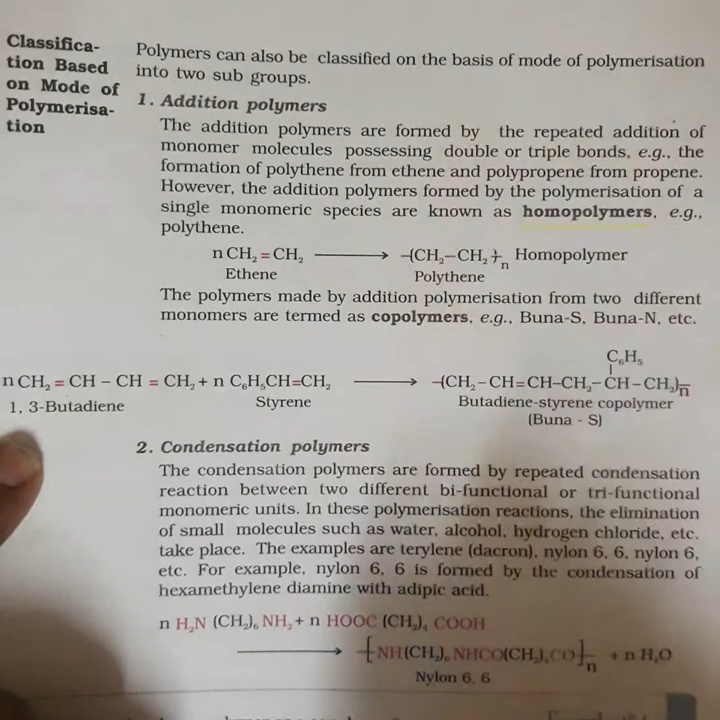 Classifica-
tion Based
on Mode of
Polymerisa-
tion
Polymers can also be classified on the basis of mode of polymerisation
into two sub groups.
1. Addition polymers
The addition polymers are formed by the repeated addition of
monomer molecules possessing double or triple bonds, e.g., the
formation of polythene from ethene and polypropene from propene.
However, the addition polymers formed by the polymerisation of a
single monomeric species are known as homopolymers, e.g.,
polythene.
n CH₂ = CH₂ ⟶ -(CH₂-CH₂-)ₙ Homopolymer
Ethene Polythene
The polymers made by addition polymerisation from two different
monomers are termed as copolymers, e.g., Buna-S, Buna-N, etc.
C₆H₅
n CH₂ = CH – CH = CH₂ + n C₆H₅CH=CH₂ ⟶ -(CH₂–CH=CH–CH₂–CH–CH₂)ₙ
1, 3-Butadiene Styrene Butadiene-styrene copolymer
(Buna - S)
2. Condensation polymers
The condensation polymers are formed by repeated condensation
reaction between two different bi-functional or tri-functional
monomeric units. In these polymerisation reactions, the elimination
of small molecules such as water, alcohol, hydrogen chloride, etc.
take place. The examples are terylene (dacron), nylon 6, 6, nylon 6,
etc. For example, nylon 6, 6 is formed by the condensation of
hexamethylene diamine with adipic acid.
n H₂N (CH₂)₆ NH₂ + n HOOC (CH₂)₄ COOH
⟶ [NH(CH₂)₆ NHCO(CH₂)₄CO]ₙ + n H₂O
Nylon 6, 6